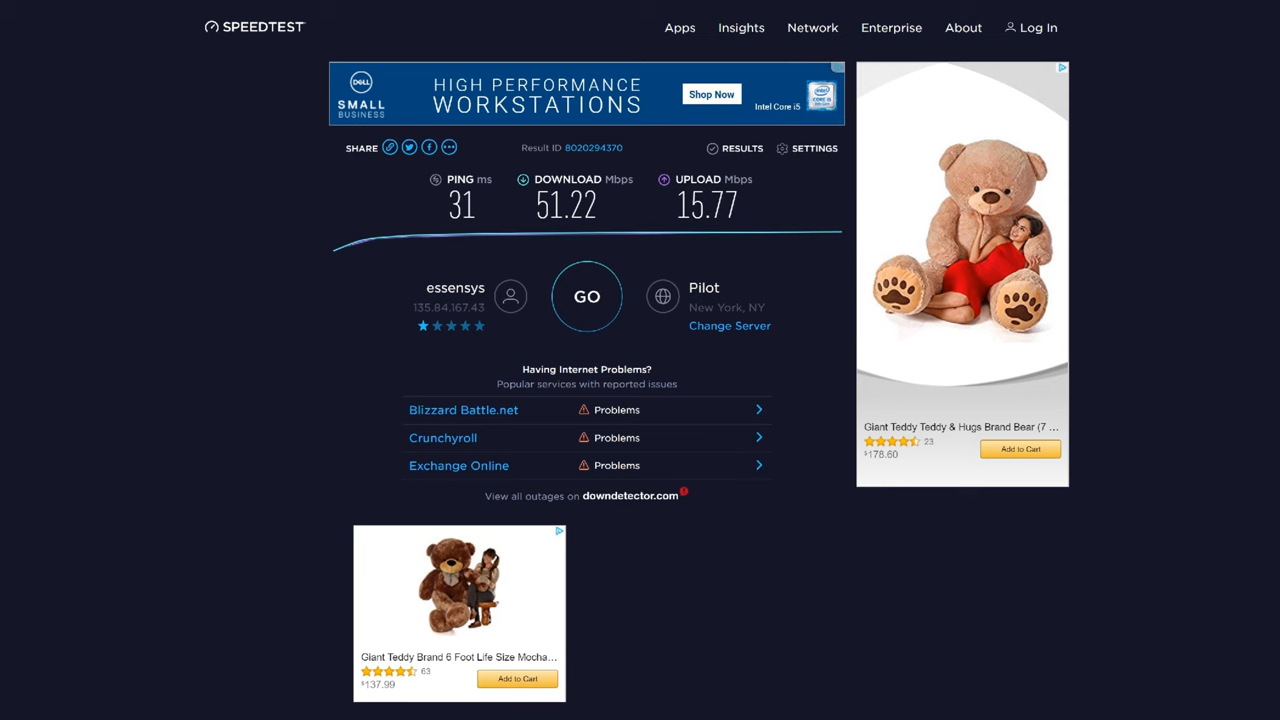 SPEEDTEST
Apps Insights Network Enterprise About Log In
DELL
SMALL
BUSINESS
HIGH PERFORMANCE
WORKSTATIONS
Shop Now
Intel Core i5
SHARE Result ID 8020294370 RESULTS SETTINGS
PING ms DOWNLOAD Mbps UPLOAD Mbps
31 51.22 15.77
essensys GO Pilot
135.84.167.43 New York, NY
Change Server
Having Internet Problems?
Popular services with reported issues
Blizzard Battle.net Problems
Crunchyroll Problems
Exchange Online Problems
View all outages on downdetector.com
Giant Teddy Teddy & Hugs Brand Bear (7 ...
23
$178.60 Add to Cart
Giant Teddy Brand 6 Foot Life Size Mocha...
63
$137.99 Add to Cart